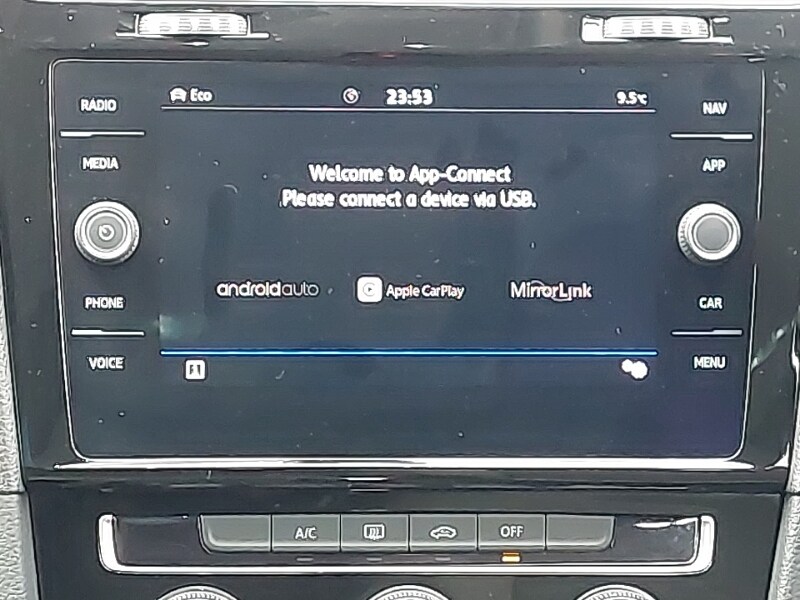 RADIO
MEDIA
PHONE
VOICE
Eco
23:53
9.5°c
Welcome to App-Connect
Please connect a device via USB.
androidauto
Apple CarPlay
MirrorLink
NAV
APP
CAR
MENU
A/C
OFF